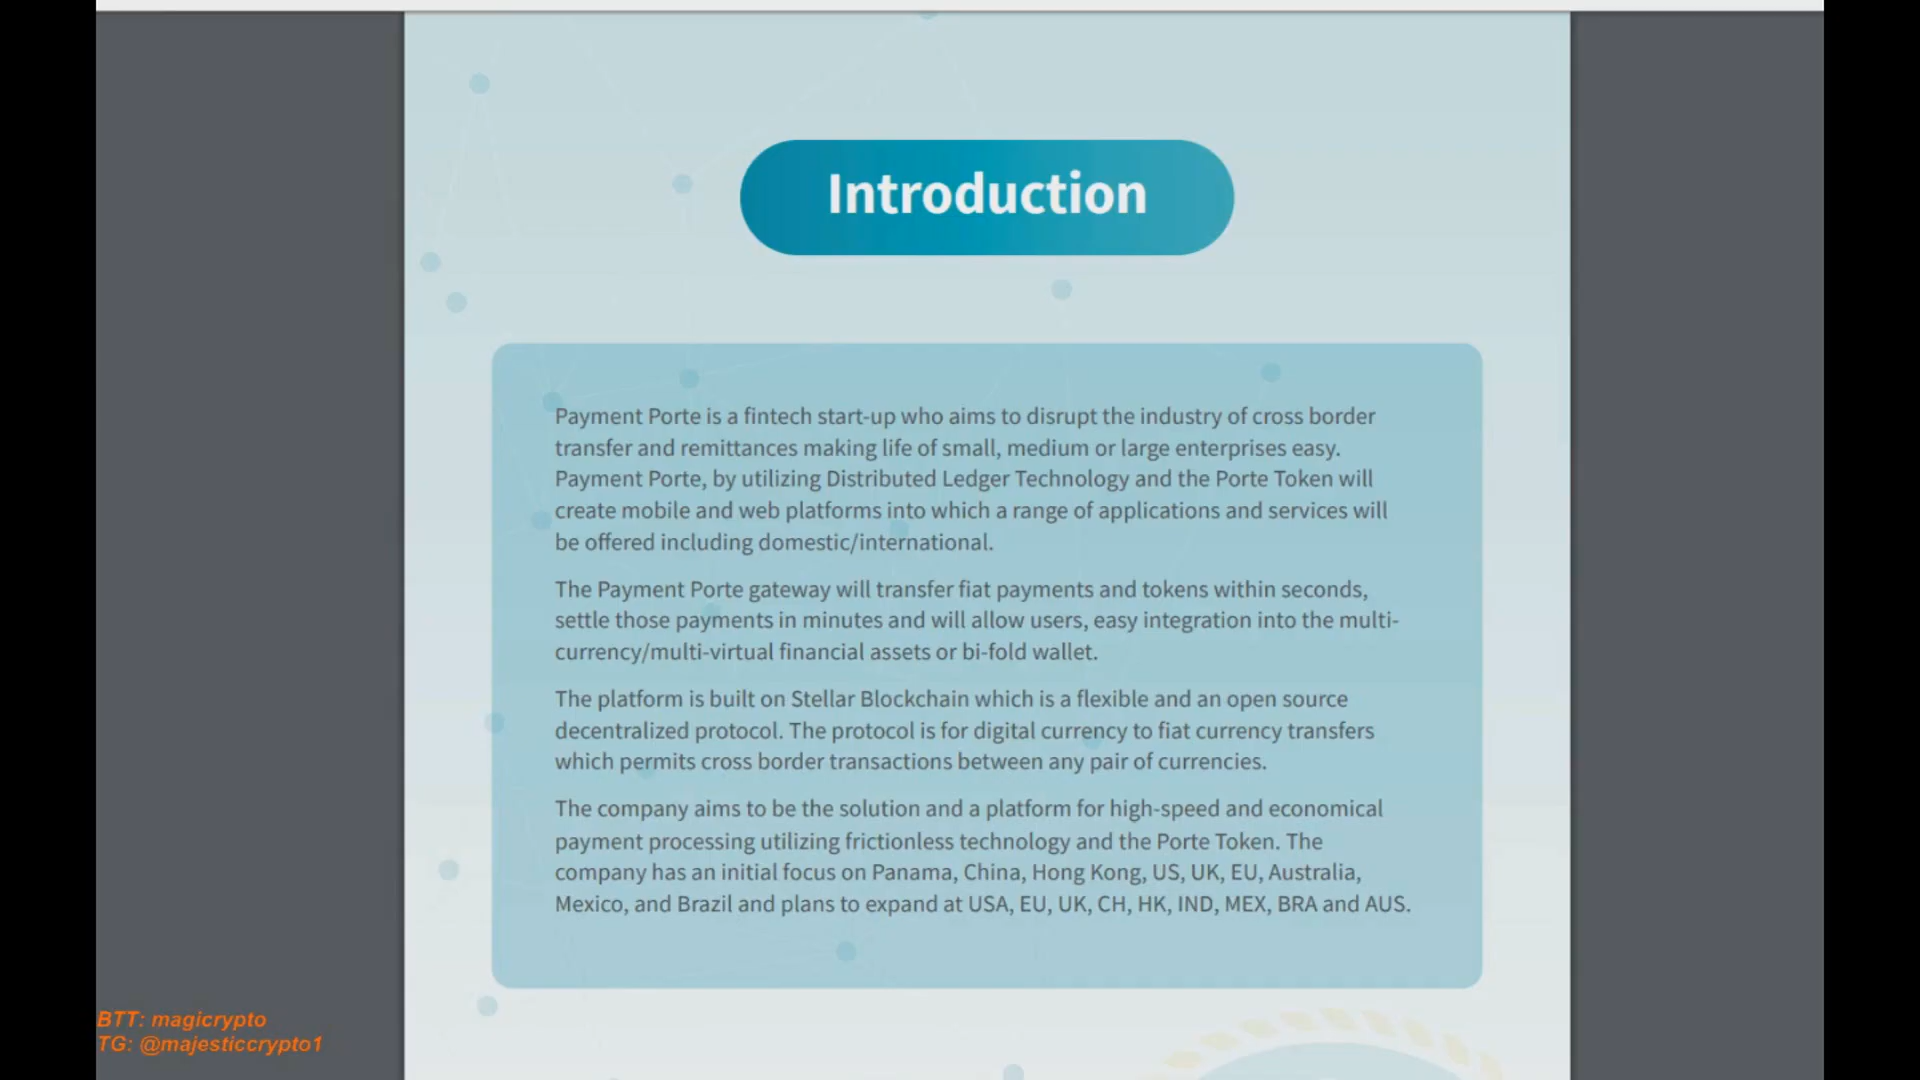 Introduction
Payment Porte is a fintech start-up who aims to disrupt the industry of cross border
transfer and remittances making life of small, medium or large enterprises easy.
Payment Porte, by utilizing Distributed Ledger Technology and the Porte Token will
create mobile and web platforms into which a range of applications and services will
be offered including domestic/international.
The Payment Porte gateway will transfer fiat payments and tokens within seconds,
settle those payments in minutes and will allow users, easy integration into the multi-
currency/multi-virtual financial assets or bi-fold wallet.
The platform is built on Stellar Blockchain which is a flexible and an open source
decentralized protocol. The protocol is for digital currency to fiat currency transfers
which permits cross border transactions between any pair of currencies.
The company aims to be the solution and a platform for high-speed and economical
payment processing utilizing frictionless technology and the Porte Token. The
company has an initial focus on Panama, China, Hong Kong, US, UK, EU, Australia,
Mexico, and Brazil and plans to expand at USA, EU, UK, CH, HK, IND, MEX, BRA and AUS.
BTT: magicrypto
TG: @majesticcrypto1